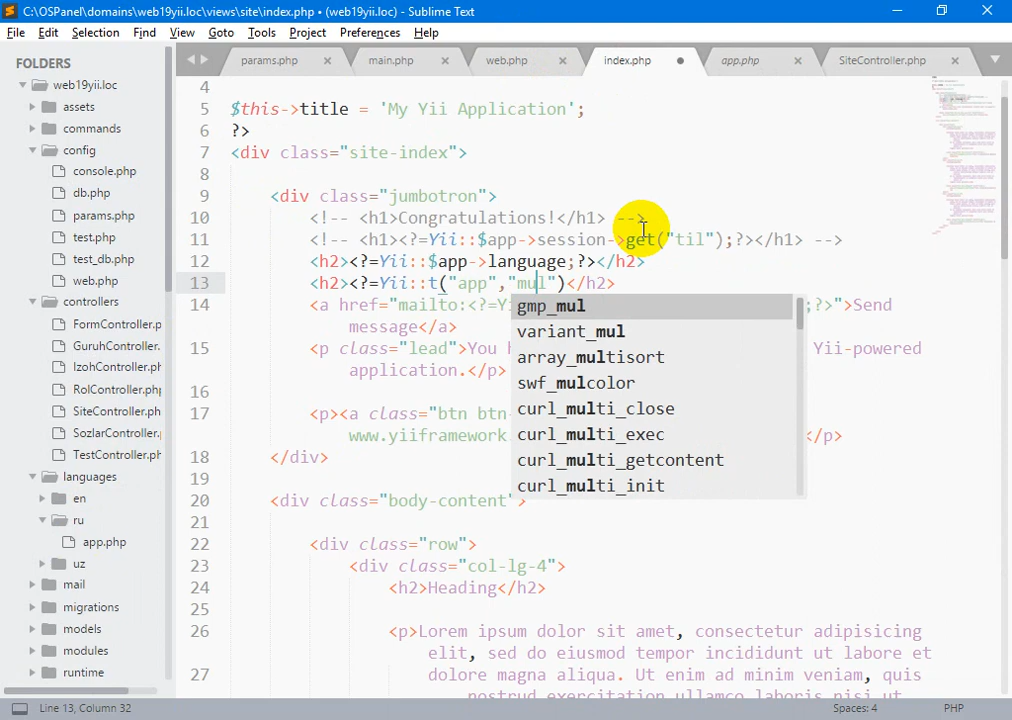 C:\OSPanel\domains\web19yii.loc\views\site\index.php • (web19yii.loc) - Sublime Text
File Edit Selection Find View Goto Tools Project Preferences Help
FOLDERS
web19yii.loc
assets
commands
config
console.php
db.php
params.php
test.php
test_db.php
web.php
controllers
FormController.p
GuruhController.
IzohController.ph
RolController.php
SiteController.ph
SozlarController.
TestController.ph
languages
en
ru
app.php
uz
mail
migrations
models
modules
runtime
params.php × main.php × web.php × index.php • app.php × SiteController.php ×
4
5 $this->title = 'My Yii Application';
6 ?>
7 <div class="site-index">
8
9 <div class="jumbotron">
10 <!-- <h1>Congratulations!</h1> -->
11 <!-- <h1><?=Yii::$app->session->get("til");?></h1> -->
12 <h2><?=Yii::$app->language;?></h2>
13 <h2><?=Yii::t("app","mul")</h2>
14 <a href="mailto:<?=Yi ;?>">Send
message</a>
15 <p class="lead">You h Yii-powered
application.</p>
16
17 <p><a class="btn btn-
www.yiiframework. </p>
18 </div>
19
20 <div class="body-content">
21
22 <div class="row">
23 <div class="col-lg-4">
24 <h2>Heading</h2>
25
26 <p>Lorem ipsum dolor sit amet, consectetur adipisicing
elit, sed do eiusmod tempor incididunt ut labore et
27 dolore magna aliqua. Ut enim ad minim veniam, quis
nostrud exercitation ullamco laboris nisi ut
gmp_mul
variant_mul
array_multisort
swf_mulcolor
curl_multi_close
curl_multi_exec
curl_multi_getcontent
curl_multi_init
Line 13, Column 32
Spaces: 4
PHP